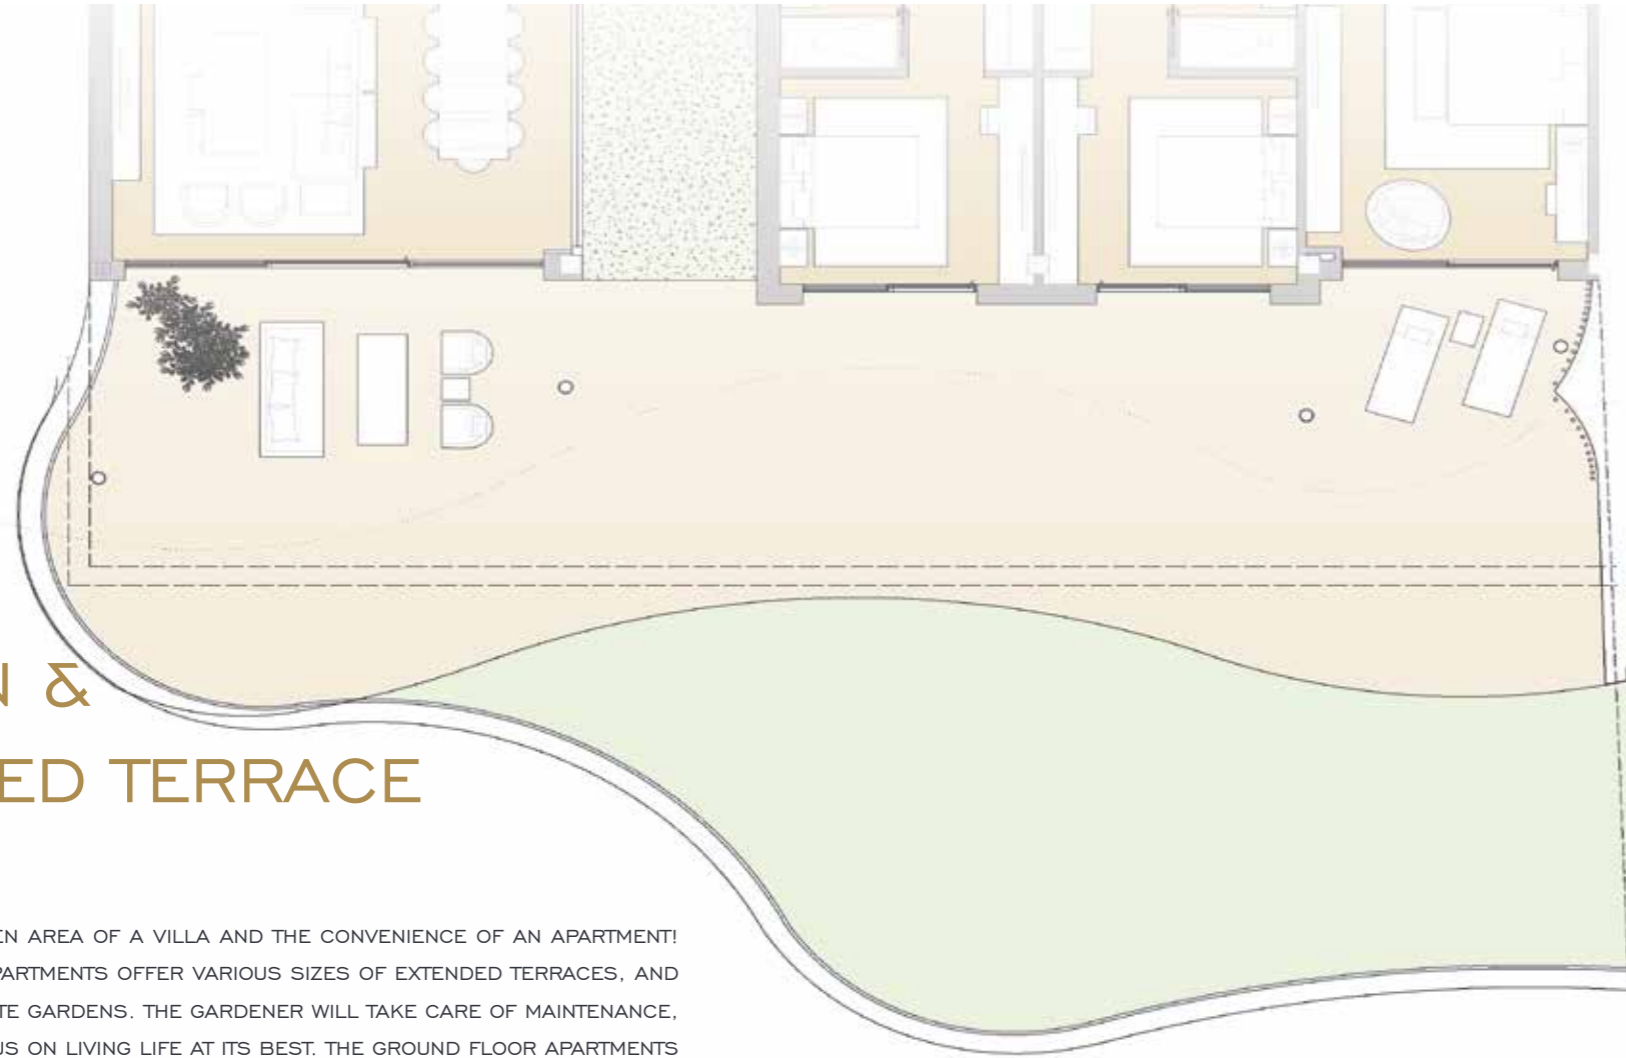 N &
ED TERRACE
EN AREA OF A VILLA AND THE CONVENIENCE OF AN APARTMENT!
PARTMENTS OFFER VARIOUS SIZES OF EXTENDED TERRACES, AND
TE GARDENS. THE GARDENER WILL TAKE CARE OF MAINTENANCE,
US ON LIVING LIFE AT ITS BEST. THE GROUND FLOOR APARTMENTS